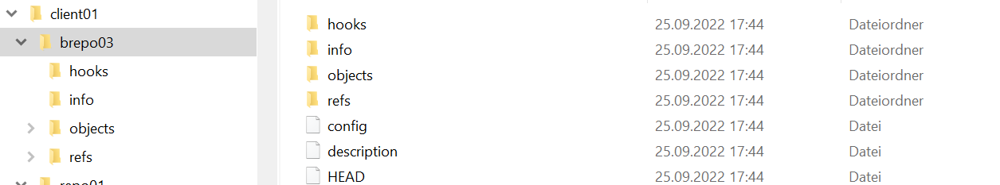 client01
brepo03
hooks
info
objects
refs
repo01
hooks 25.09.2022 17:44 Dateiordner
info 25.09.2022 17:44 Dateiordner
objects 25.09.2022 17:44 Dateiordner
refs 25.09.2022 17:44 Dateiordner
config 25.09.2022 17:44 Datei
description 25.09.2022 17:44 Datei
HEAD 25.09.2022 17:44 Datei